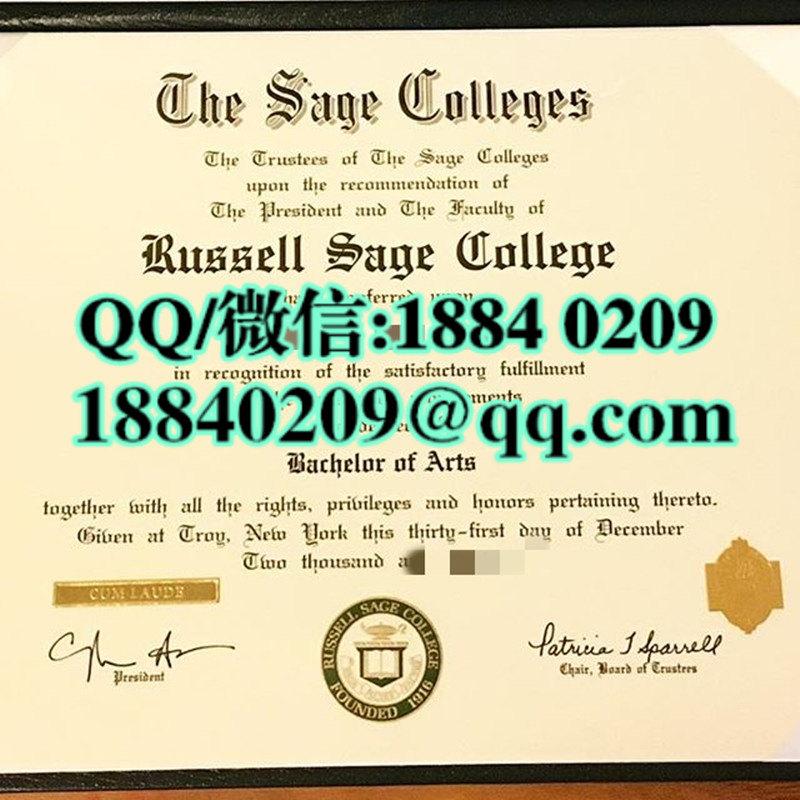 The Sage Colleges
The Trustees of The Sage Colleges
upon the recommendation of
The President and The Faculty of
Russell Sage College
QQ/微信:1884 0209
in recognition of the satisfactory fulfillment
18840209@qq.com
Bachelor of Arts
together with all the rights, privileges and honors pertaining thereto.
Given at Troy, New York this thirty-first day of December
Two thousand
CUM LAUDE
RUSSELL SAGE COLLEGE
FOUNDED 1916
Patricia J Sparrell
President
Chair, Board of Trustees